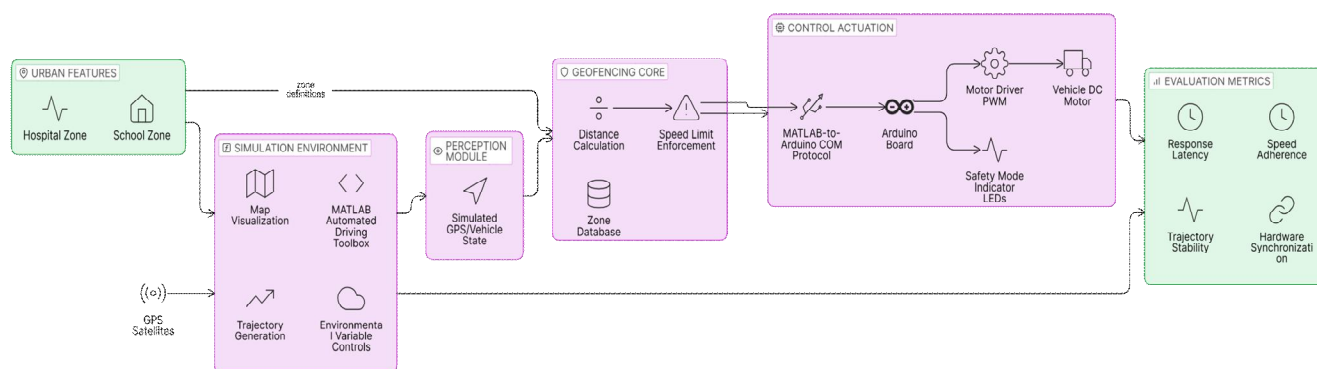 URBAN FEATURES
Hospital Zone
School Zone
zone
definitions
SIMULATION ENVIRONMENT
Map
Visualization
MATLAB
Automated
Driving
Toolbox
Trajectory
Generation
Environmenta
l Variable
Controls
GPS
Satellites
PERCEPTION
MODULE
Simulated
GPS/Vehicle
State
GEOFENCING CORE
Distance
Calculation
Speed Limit
Enforcement
Zone
Database
CONTROL ACTUATION
MATLAB-to-
Arduino COM
Protocol
Arduino
Board
Motor Driver
PWM
Vehicle DC
Motor
Safety Mode
Indicator
LEDs
EVALUATION METRICS
Response
Latency
Speed
Adherence
Trajectory
Stability
Hardware
Synchronizati
on